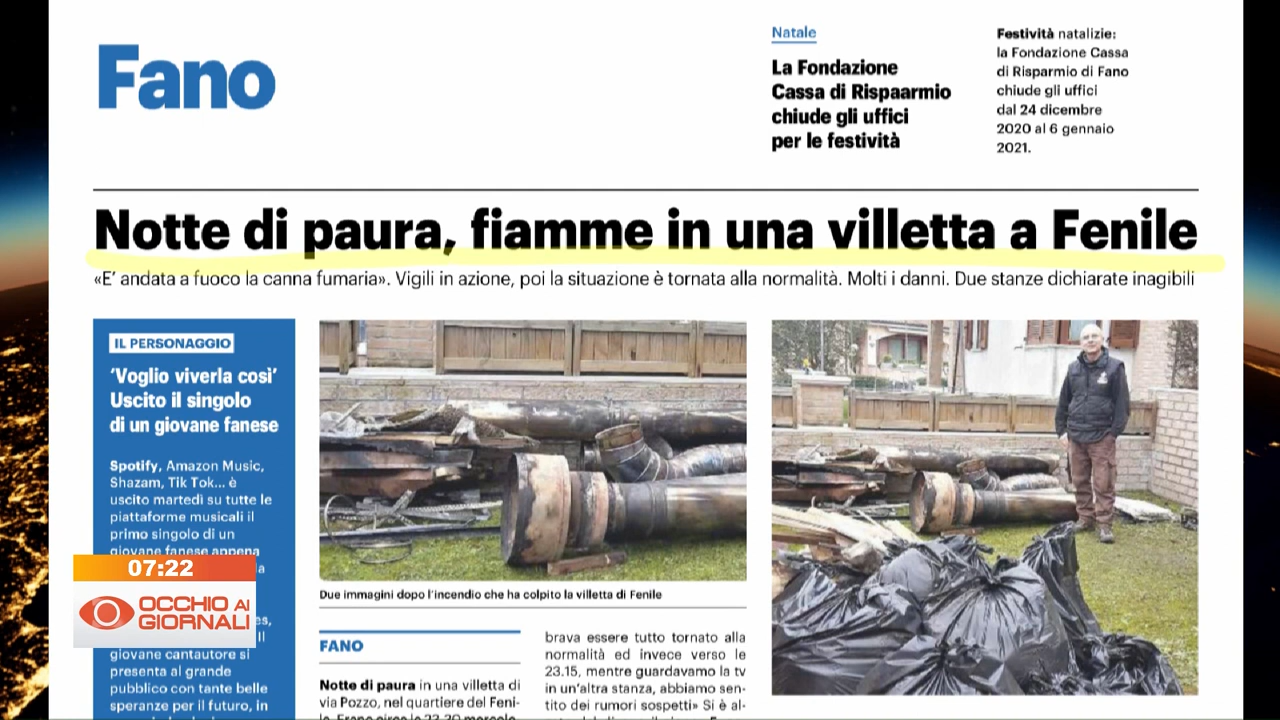 Fano
Natale
La Fondazione
Cassa di Rispaarmio
chiude gli uffici
per le festività
Festività natalizie:
la Fondazione Cassa
di Risparmio di Fano
chiude gli uffici
dal 24 dicembre
2020 al 6 gennaio
2021.
Notte di paura, fiamme in una villetta a Fenile
«E’ andata a fuoco la canna fumaria». Vigili in azione, poi la situazione è tornata alla normalità. Molti i danni. Due stanze dichiarate inagibili
IL PERSONAGGIO
‘Voglio viverla così’
Uscito il singolo
di un giovane fanese
Spotify, Amazon Music,
Shazam, Tik Tok... è
uscito martedì su tutte le
piattaforme musicali il
primo singolo di un
giovane fanese appena
07:22
OCCHIO AI
GIORNALI
giovane cantautore si
presenta al grande
pubblico con tante belle
speranze per il futuro, in
Due immagini dopo l’incendio che ha colpito la villetta di Fenile
FANO
Notte di paura in una villetta di
via Pozzo, nel quartiere del Feni-
brava essere tutto tornato alla
normalità ed invece verso le
23.15, mentre guardavamo la tv
in un’altra stanza, abbiamo sen-
tito dei rumori sospetti» Si è al-